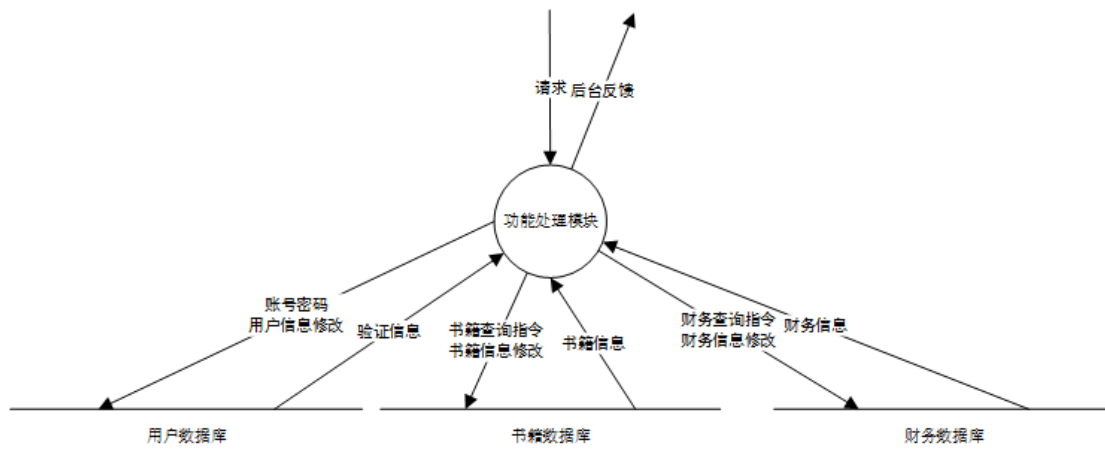 请求
后台反馈
功能处理模块
账号密码
用户信息修改
验证信息
书籍查询指令
书籍信息修改
书籍信息
财务查询指令
财务信息修改
财务信息
用户数据库
书籍数据库
财务数据库